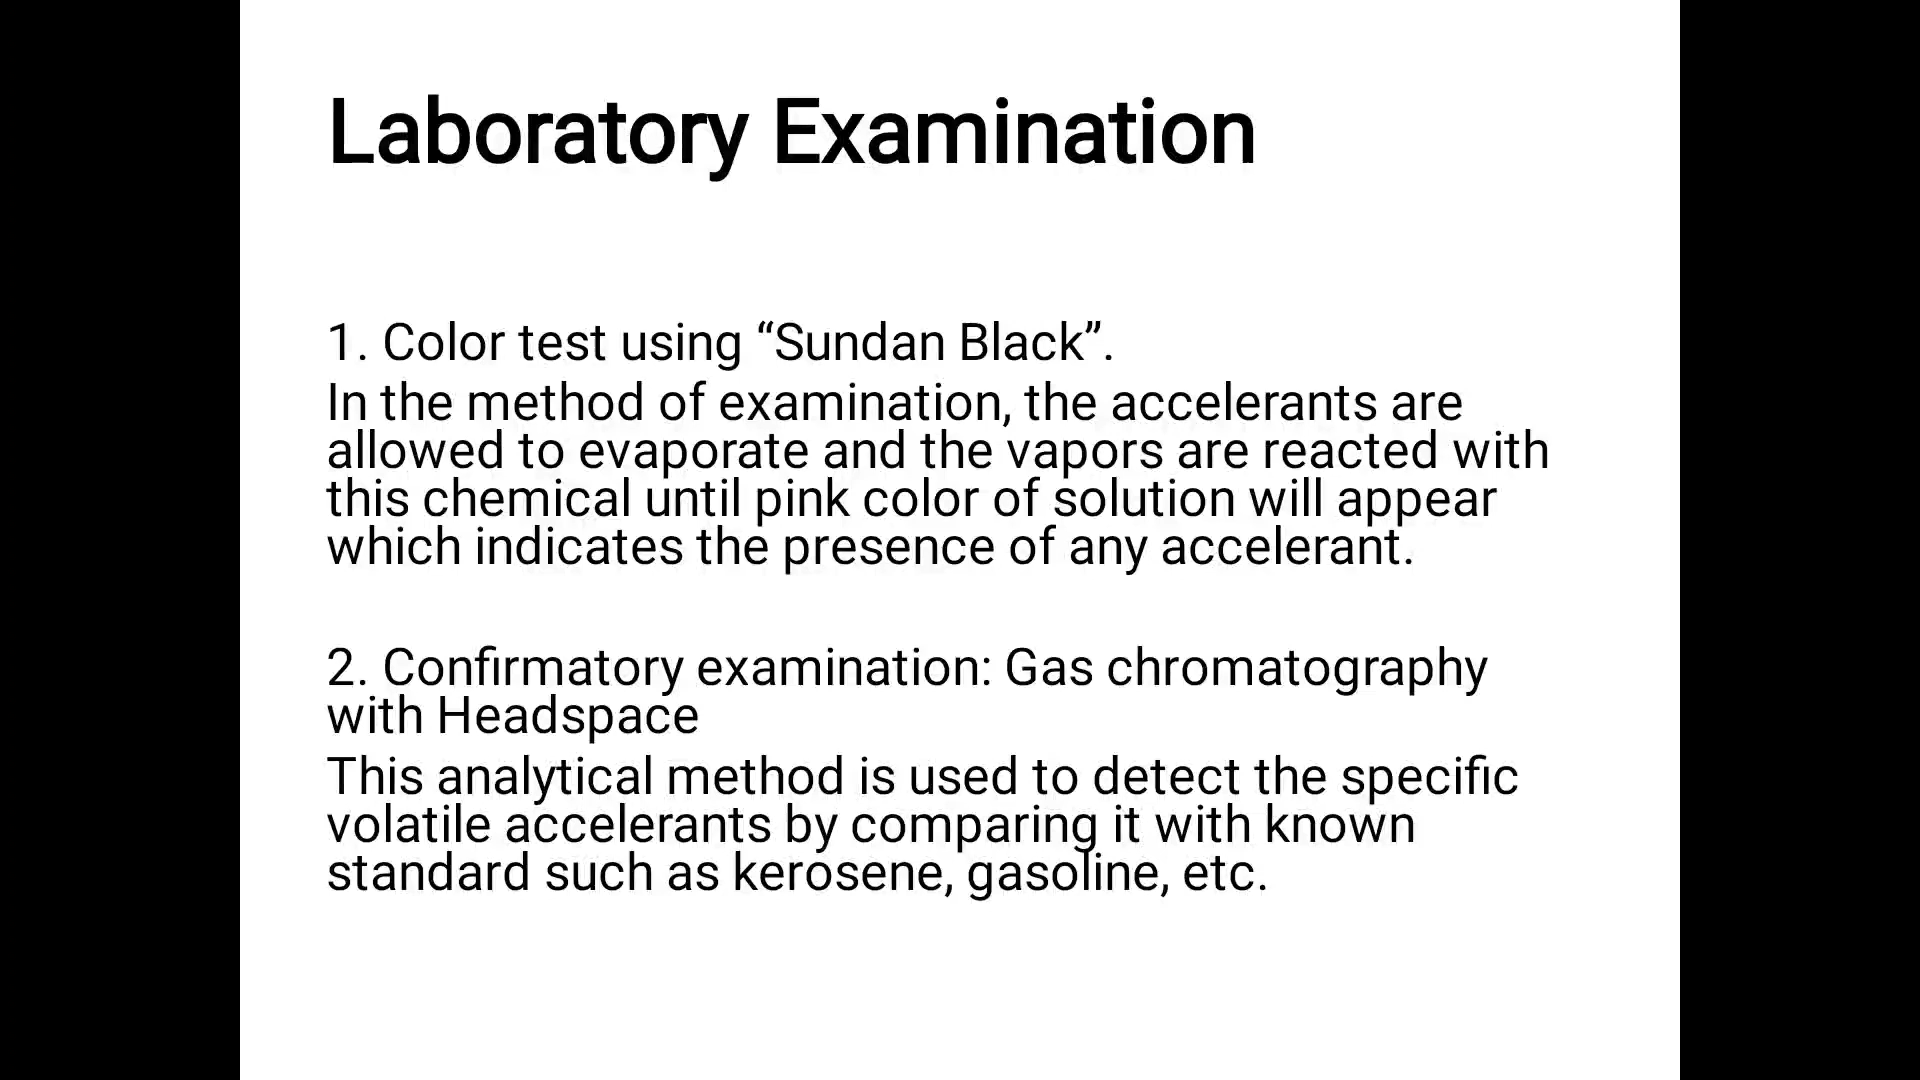 Laboratory Examination
1. Color test using “Sundan Black”.
In the method of examination, the accelerants are
allowed to evaporate and the vapors are reacted with
this chemical until pink color of solution will appear
which indicates the presence of any accelerant.
2. Confirmatory examination: Gas chromatography
with Headspace
This analytical method is used to detect the specific
volatile accelerants by comparing it with known
standard such as kerosene, gasoline, etc.